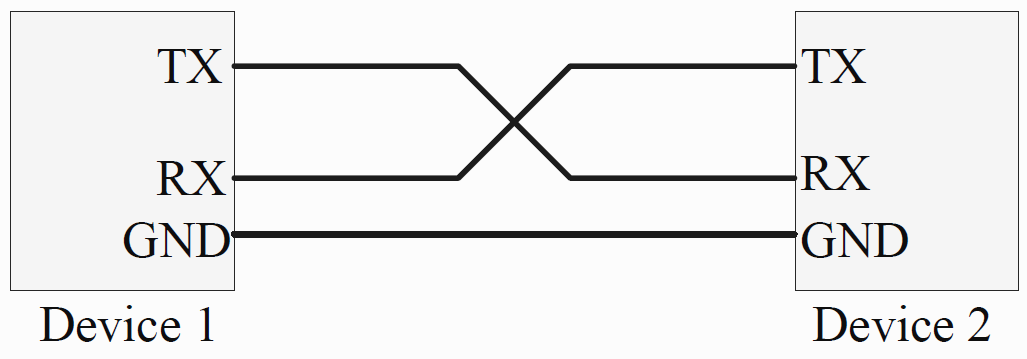 TX TX
RX RX
GND GND
Device 1 Device 2